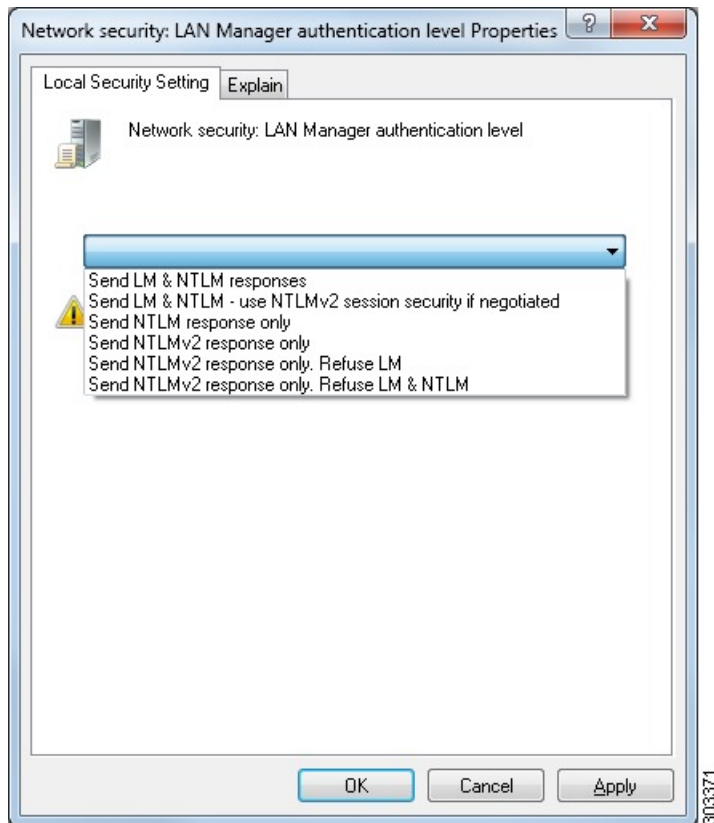 Network security: LAN Manager authentication level Properties
Local Security Setting
Explain
Network security: LAN Manager authentication level
Send LM & NTLM responses
Send LM & NTLM - use NTLMv2 session security if negotiated
Send NTLM response only
Send NTLMv2 response only
Send NTLMv2 response only. Refuse LM
Send NTLMv2 response only. Refuse LM & NTLM
OK
Cancel
Apply
303371